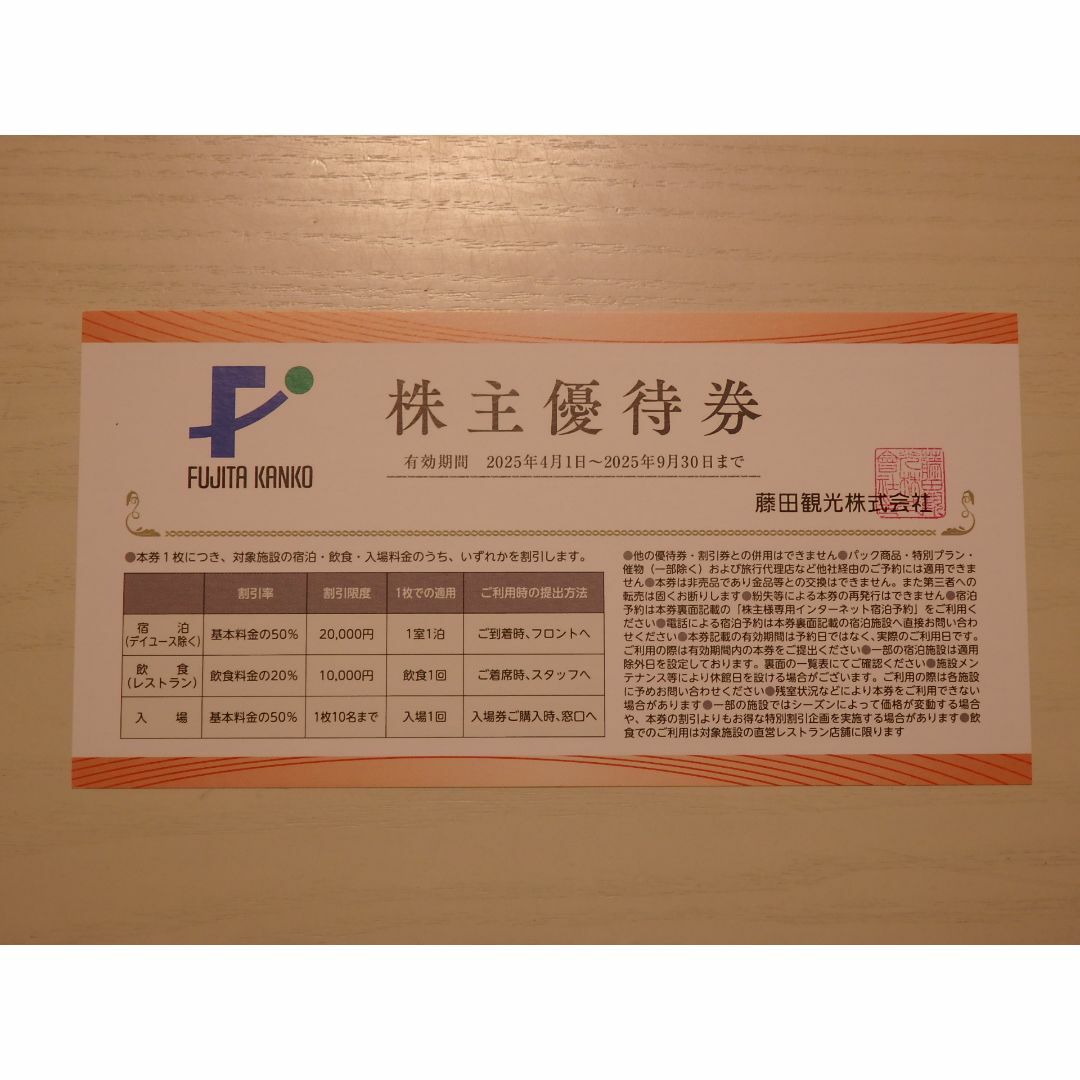 FUJITA KANKO
株主優待券
有効期間 2025年4月1日～2025年9月30日まで
藤田観光株式会社
●本券1枚につき、対象施設の宿泊・飲食・入場料金のうち、いずれかを割引します。
割引率 割引限度 1枚での適用 ご利用時の提出方法
宿泊
(デイユース除く) 基本料金の50% 20,000円 1室1泊 ご到着時、フロントへ
飲食
(レストラン) 飲食料金の20% 10,000円 飲食1回 ご着席時、スタッフへ
入場 基本料金の50% 1枚10名まで 入場1回 入場券ご購入時、窓口へ
●他の優待券・割引券との併用はできません●パック商品・特別プラン・
催物（一部除く）および旅行代理店など他社経由のご予約には適用できま
せん●本券は非売品であり金品等との交換はできません。また第三者への
転売は固くお断りします●紛失等による本券の再発行はできません●宿泊
予約は本券裏面記載の「株主様専用インターネット宿泊予約」をご利用く
ださい●電話による宿泊予約は本券裏面記載の宿泊施設へ直接お問い合わ
せください●本券記載の有効期間は予約日ではなく、実際のご利用日です。
ご利用の際は有効期間内の本券をご提出ください●一部の宿泊施設は適用
除外日を設定しております。裏面の一覧表にてご確認ください●施設メン
テナンス等により休館日を設ける場合がございます。ご利用の際は各施設
に予めお問い合わせください●残室状況などにより本券をご利用できない
場合があります●一部の施設ではシーズンによって価格が変動する場合
や、本券の割引よりもお得な特別割引企画を実施する場合があります●飲
食でのご利用は対象施設の直営レストラン店舗に限ります